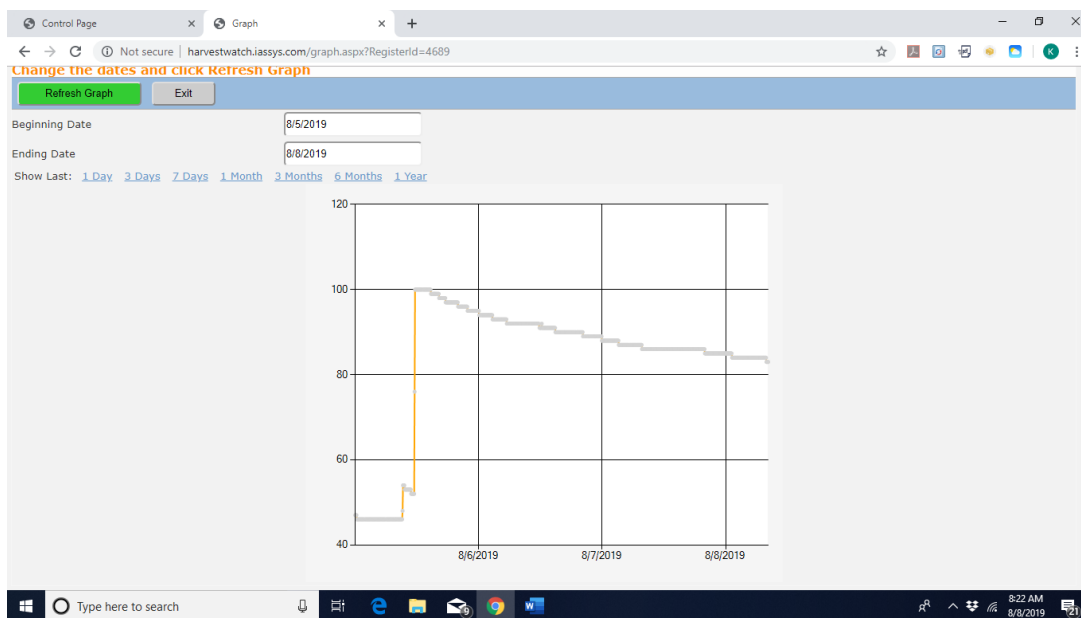 Control Page
Graph
Not secure | harvestwatch.iassys.com/graph.aspx?RegisterId=4689
K
Change the dates and click Refresh Graph
Refresh Graph Exit
Beginning Date 8/5/2019
Ending Date 8/8/2019
Show Last: 1 Day 3 Days 7 Days 1 Month 3 Months 6 Months 1 Year
120
100
80
60
40
8/6/2019 8/7/2019 8/8/2019
Type here to search
9
8:22 AM
8/8/2019
21